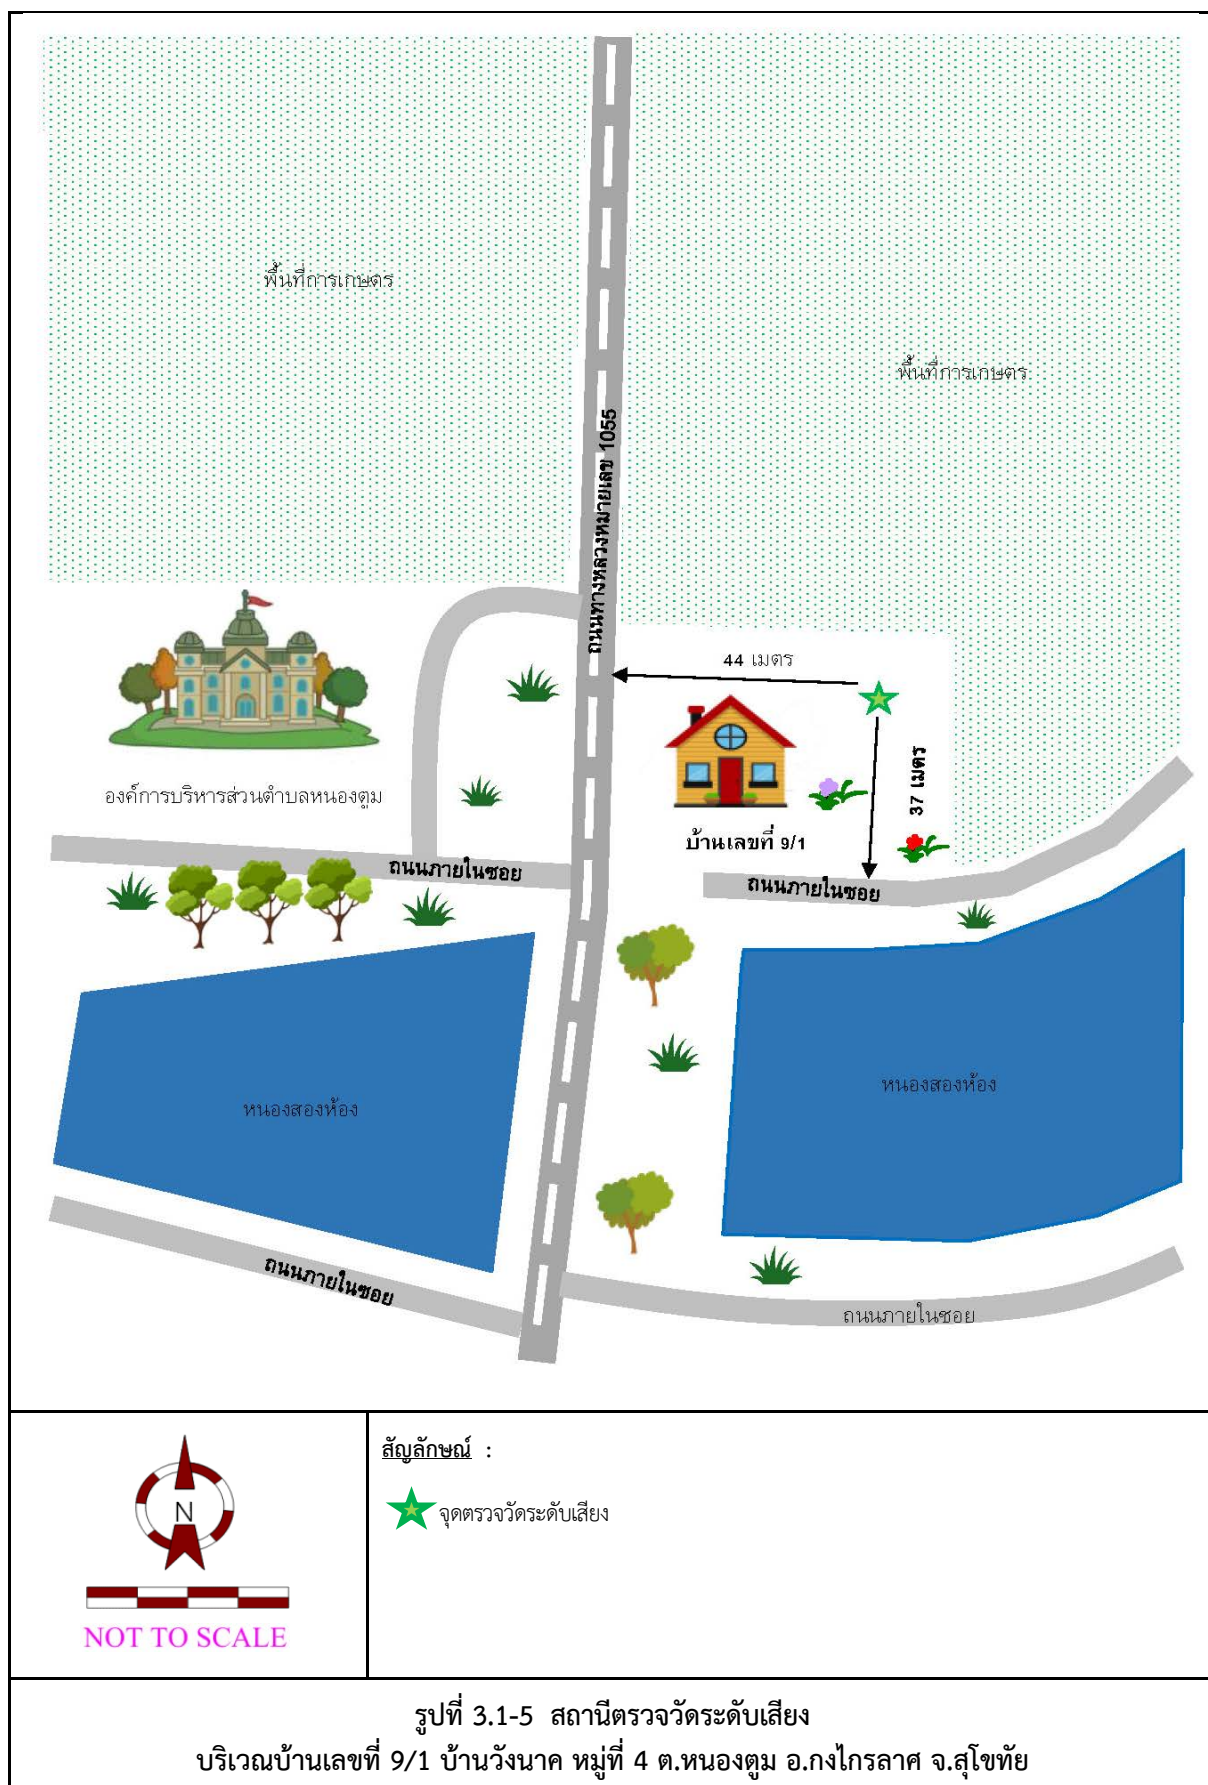 พื้นที่การเกษตร
พื้นที่การเกษตร
ถนนทางหลวงหมายเลข 1055
44 เมตร
37 เมตร
องค์การบริหารส่วนตำบลหนองตูม
บ้านเลขที่ 9/1
ถนนภายในซอย
ถนนภายในซอย
หนองสองห้อง
หนองสองห้อง
ถนนภายในซอย
ถนนภายในซอย
N
NOT TO SCALE
สัญลักษณ์ :
จุดตรวจวัดระดับเสียง
รูปที่ 3.1-5 สถานีตรวจวัดระดับเสียง
บริเวณบ้านเลขที่ 9/1 บ้านวังนาค หมู่ที่ 4 ต.หนองตูม อ.กงไกรลาศ จ.สุโขทัย